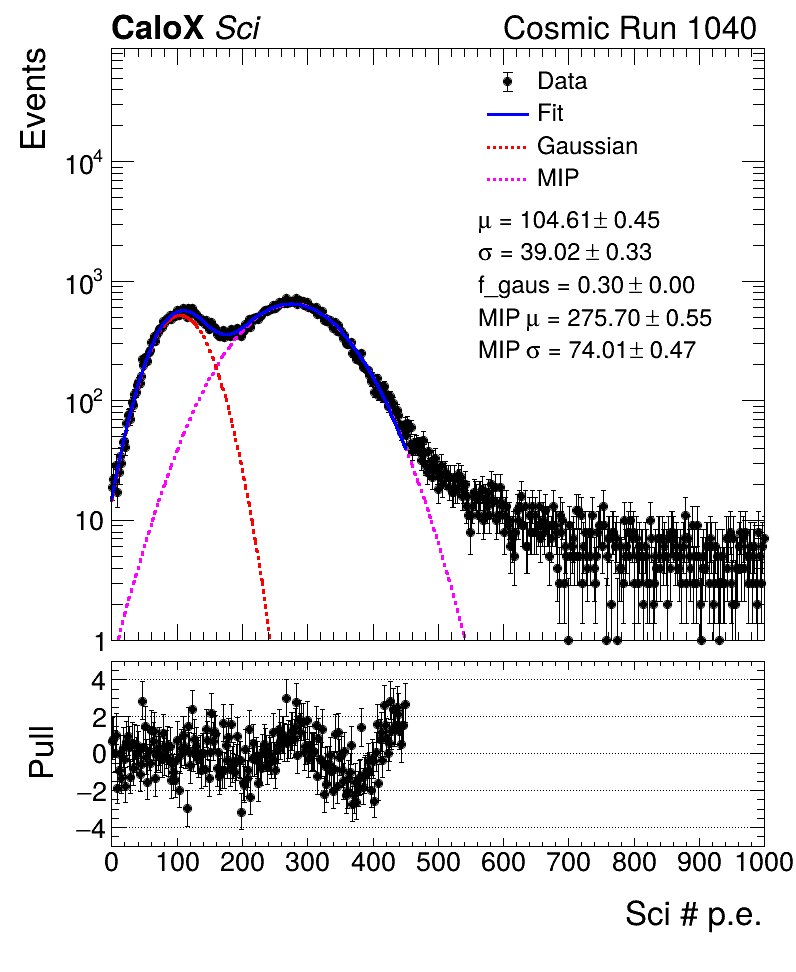 CaloX Sci Cosmic Run 1040
Events
Data
Fit
Gaussian
MIP
μ = 104.61± 0.45
σ = 39.02 ± 0.33
f_gaus = 0.30 ± 0.00
MIP μ = 275.70 ± 0.55
MIP σ = 74.01± 0.47
10⁴
10³
10²
10
1
Pull
4
2
0
−2
−4
0 100 200 300 400 500 600 700 800 900 1000
Sci # p.e.